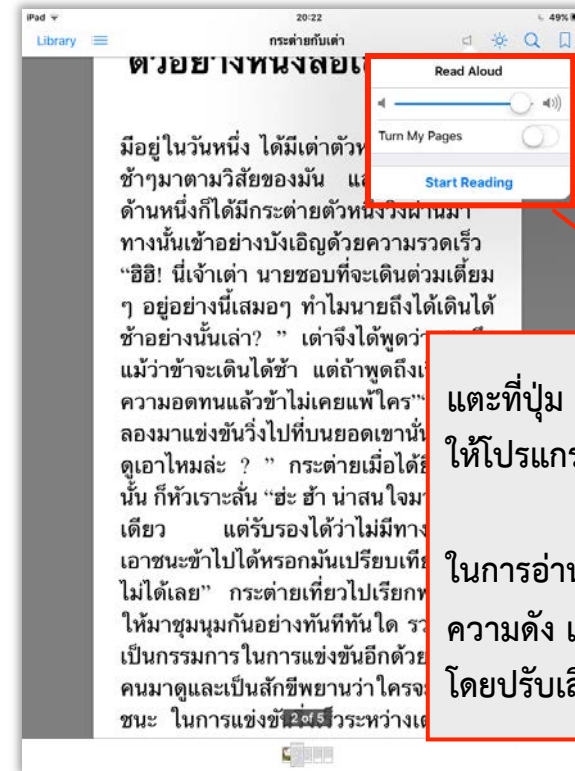 iPad
20:22
49%
Library
กระต่ายกับเต่า
ตัวอย่างหนังสือ
Read Aloud
Turn My Pages
Start Reading
มีอยู่ในวันหนึ่ง ได้มีเต่า
ช้าๆมาตามวิสัยของมัน
ด้านหนึ่งก็ได้มีกระต่ายตัวหนึ่งวิ่งผ่านมา
ทางนั้นเข้าอย่างบังเอิญด้วยความรวดเร็ว
“ฮิฮิ! นี่เจ้าเต่า นายชอบที่จะเดินต่วมเตี้ยม
ๆ อยู่อย่างนี้เสมอๆ ทำไมนายถึงได้เดินได้
ช้าอย่างนั้นเล่า? ” เต่าจึงได้พูดว่า
แม้ว่าข้าจะเดินได้ช้า แต่ถ้าพูดถึง
ความอดทนแล้วข้าไม่เคยแพ้ใคร”
ลองมาแข่งขันวิ่งไปที่บนยอดเขานั่น
ดูเอาไหมล่ะ ? ” กระต่ายเมื่อได้
นั้น ก็หัวเราะลั่น “ฮ่ะ ฮ้า น่าสนใจ
เดียว แต่รับรองได้ว่าไม่มีทาง
เอาชนะข้าไปได้หรอกมันเปรียบ
ไม่ได้เลย” กระต่ายเที่ยวไปเรียก
ให้มาชุมนุมกันอย่างทันทีทันใด
เป็นกรรมการในการแข่งขันอีกด้วย
คนมาดูและเป็นสักขีพยานว่าใคร
ชนะ ในการแข่งขัน ระหว่าง
2 of 5
แตะที่ปุ่ม
ให้
ในการอ่าน
ความดัง
โดยปรับ